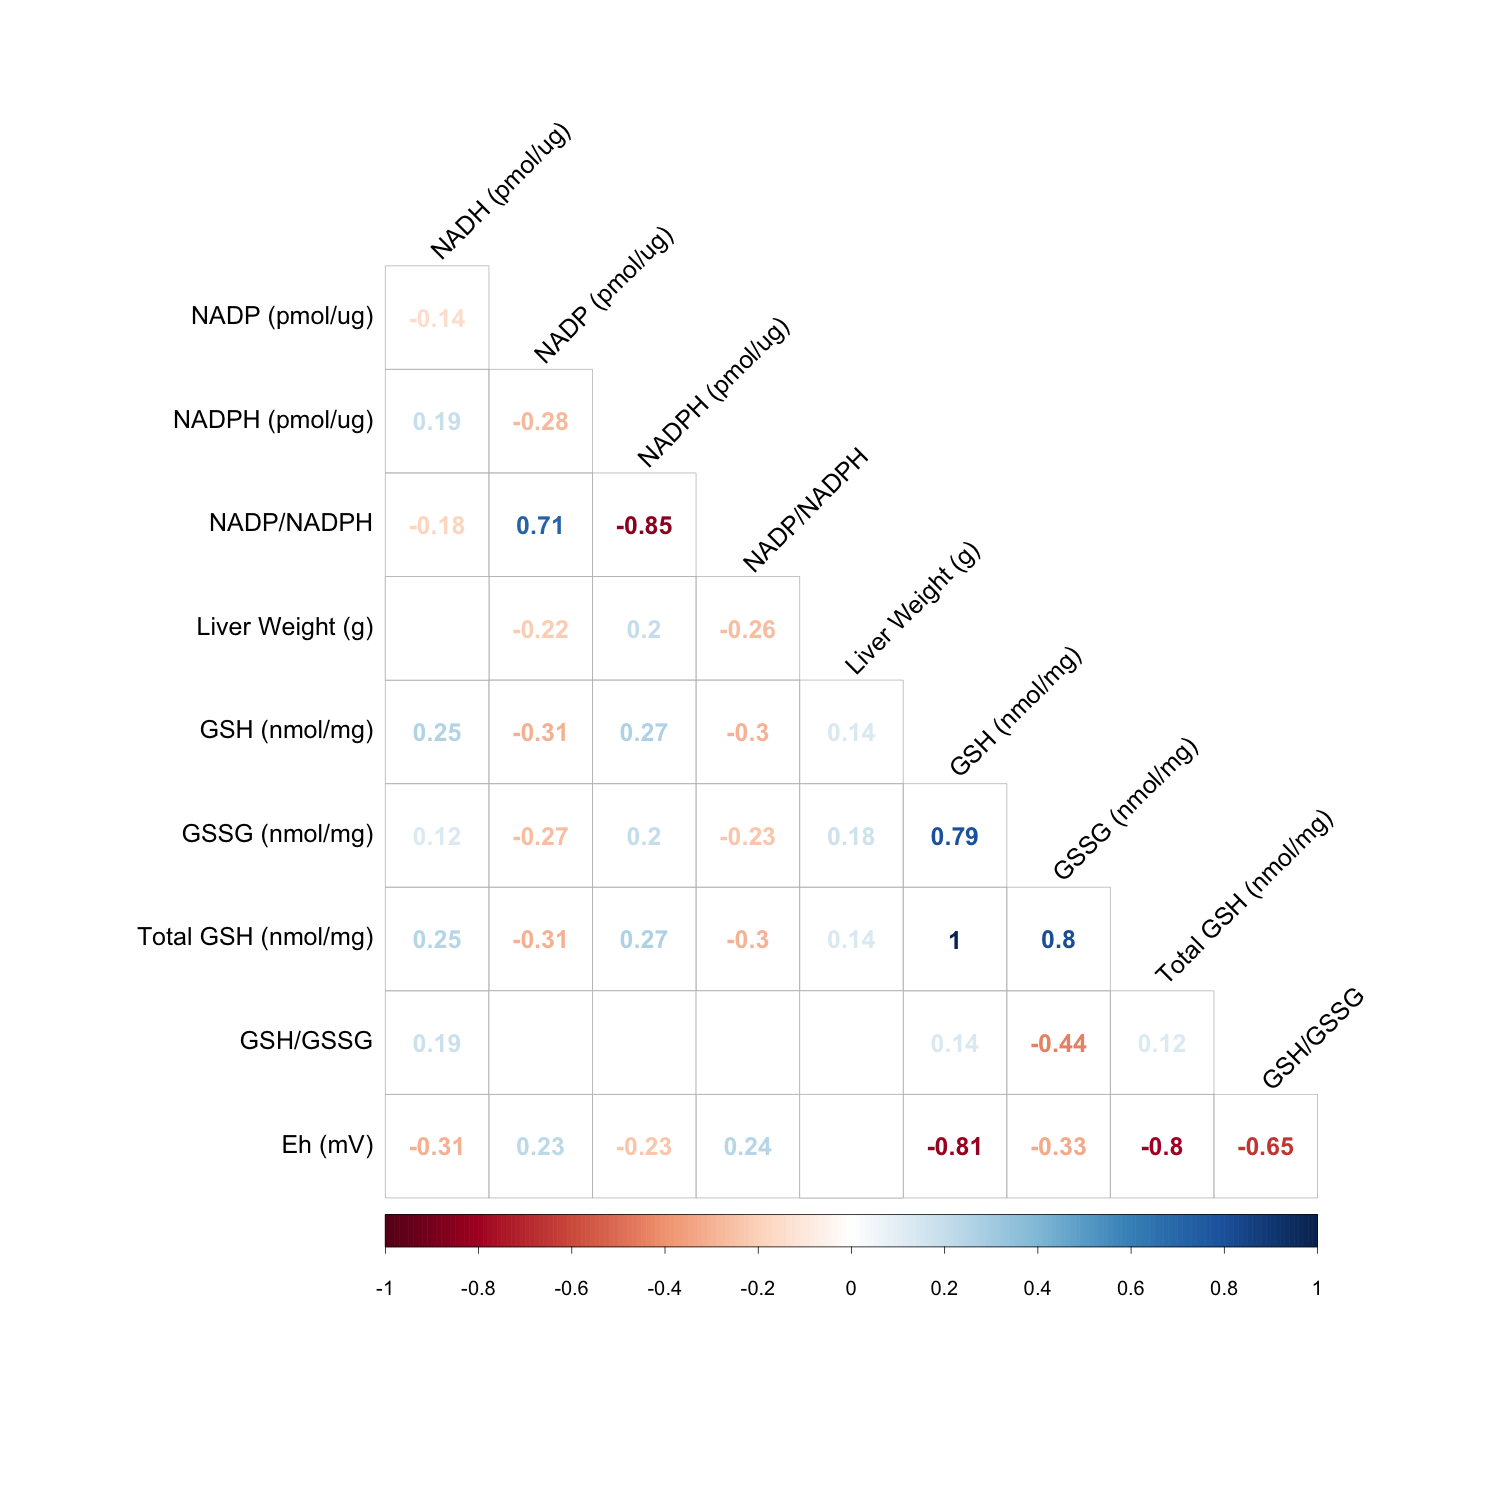 NADH (pmol/ug)
NADP (pmol/ug)
NADPH (pmol/ug)
NADP/NADPH
Liver Weight (g)
GSH (nmol/mg)
GSSG (nmol/mg)
Total GSH (nmol/mg)
GSH/GSSG
NADP (pmol/ug) -0.14
NADPH (pmol/ug) 0.19 -0.28
NADP/NADPH -0.18 0.71 -0.85
Liver Weight (g) -0.22 0.2 -0.26
GSH (nmol/mg) 0.25 -0.31 0.27 -0.3 0.14
GSSG (nmol/mg) 0.12 -0.27 0.2 -0.23 0.18 0.79
Total GSH (nmol/mg) 0.25 -0.31 0.27 -0.3 0.14 1 0.8
GSH/GSSG 0.19 0.14 -0.44 0.12
Eh (mV) -0.31 0.23 -0.23 0.24 -0.81 -0.33 -0.8 -0.65
-1 -0.8 -0.6 -0.4 -0.2 0 0.2 0.4 0.6 0.8 1